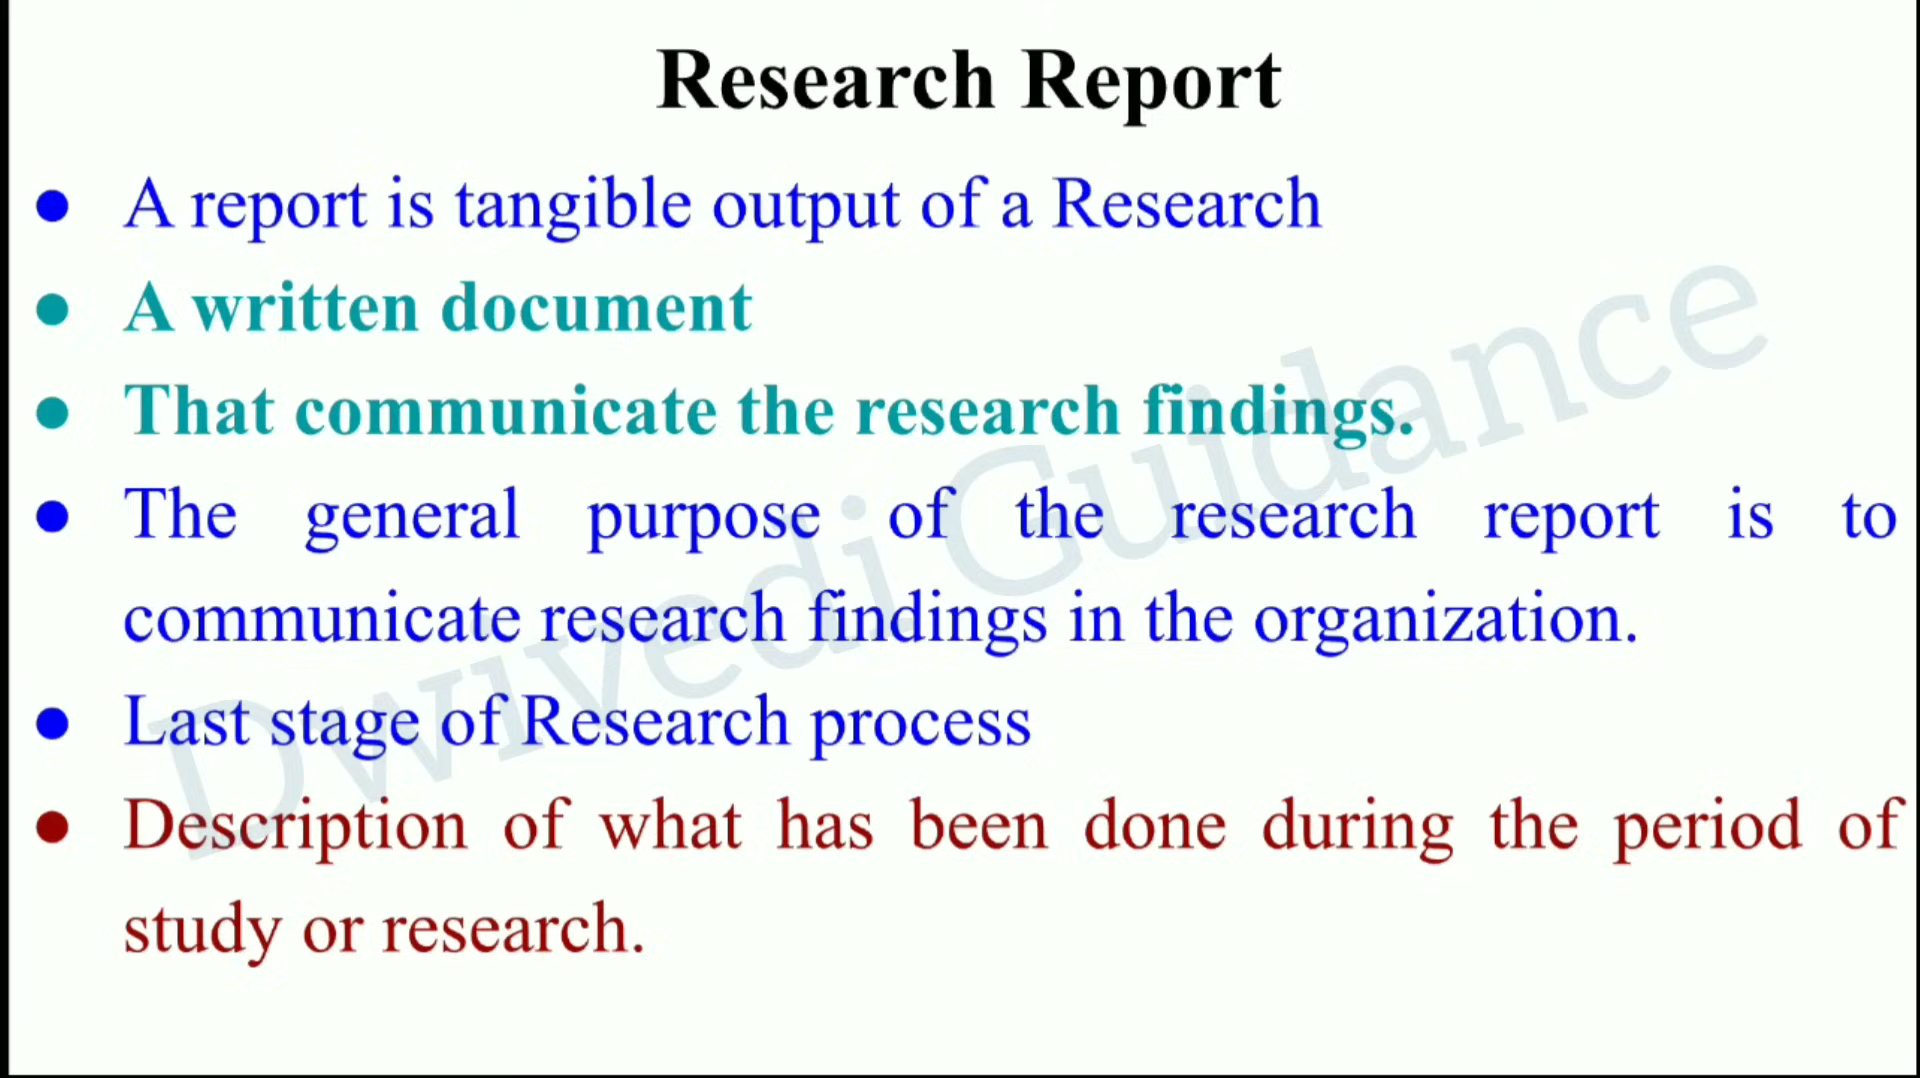 Research Report
● A report is tangible output of a Research
● A written document
● That communicate the research findings.
● The general purpose of the research report is to
communicate research findings in the organization.
● Last stage of Research process
● Description of what has been done during the period of
study or research.
Dwivedi Guidance